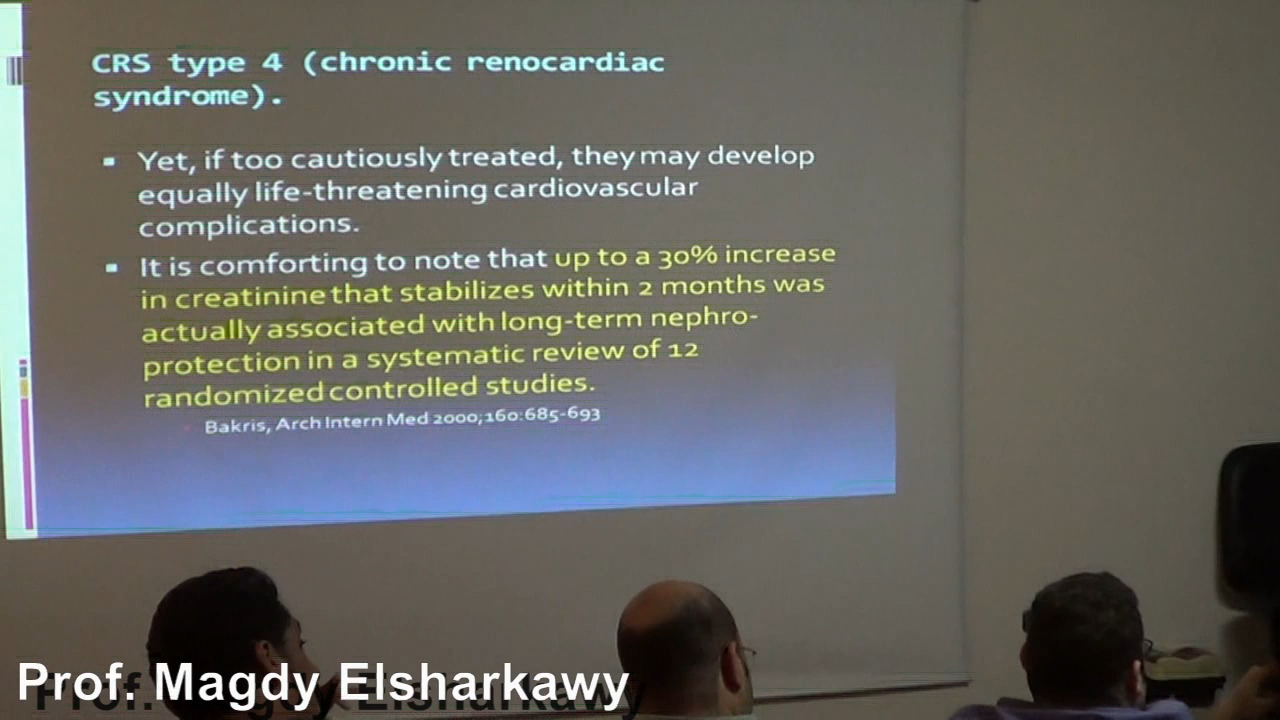 CRS type 4 (chronic renocardiac
syndrome).
Yet, if too cautiously treated, they may develop
equally life-threatening cardiovascular
complications.
It is comforting to note that up to a 30% increase
in creatinine that stabilizes within 2 months was
actually associated with long-term nephro-
protection in a systematic review of 12
randomized controlled studies.
Bakris, Arch Intern Med 2000;160:685-693
Prof. Magdy Elsharkawy